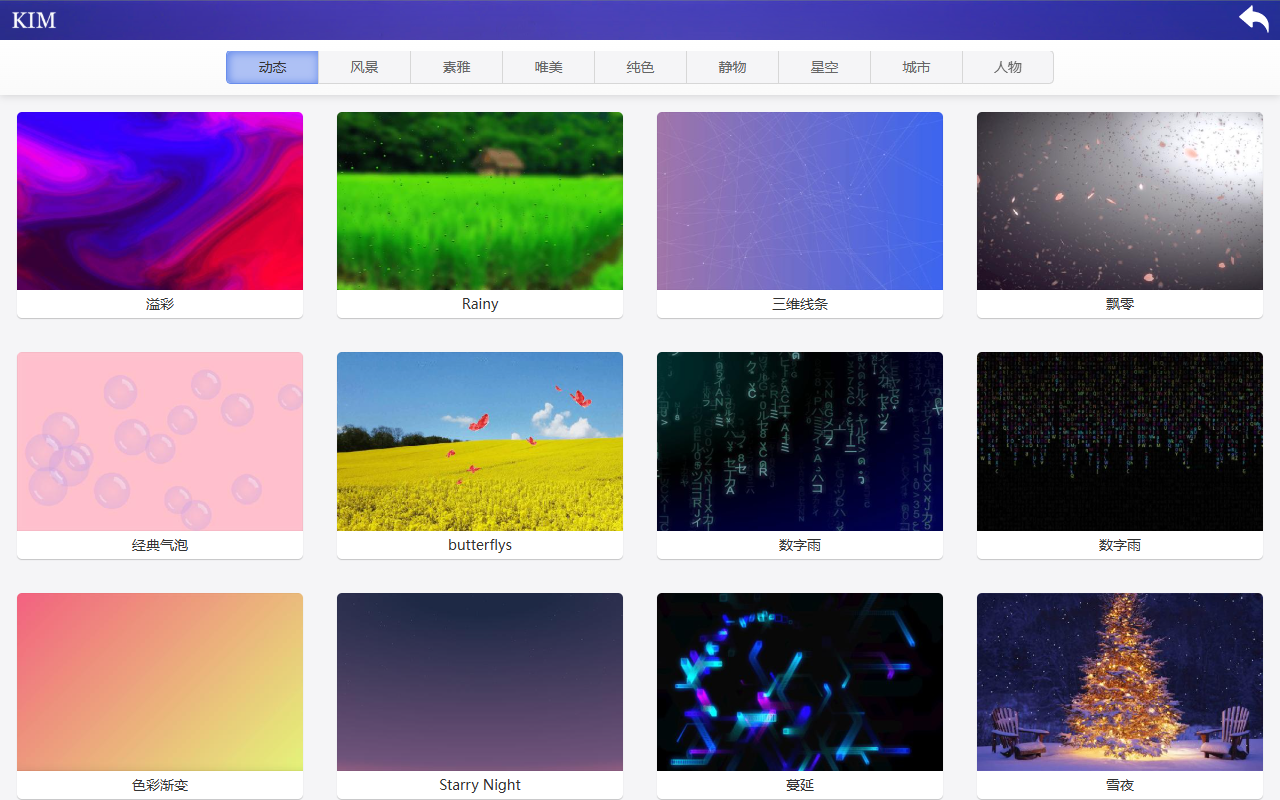 KIM
动态 风景 素雅 唯美 纯色 静物 星空 城市 人物
溢彩 Rainy 三维线条 飘零
经典气泡 butterflys 数字雨 数字雨
色彩渐变 Starry Night 蔓延 雪夜